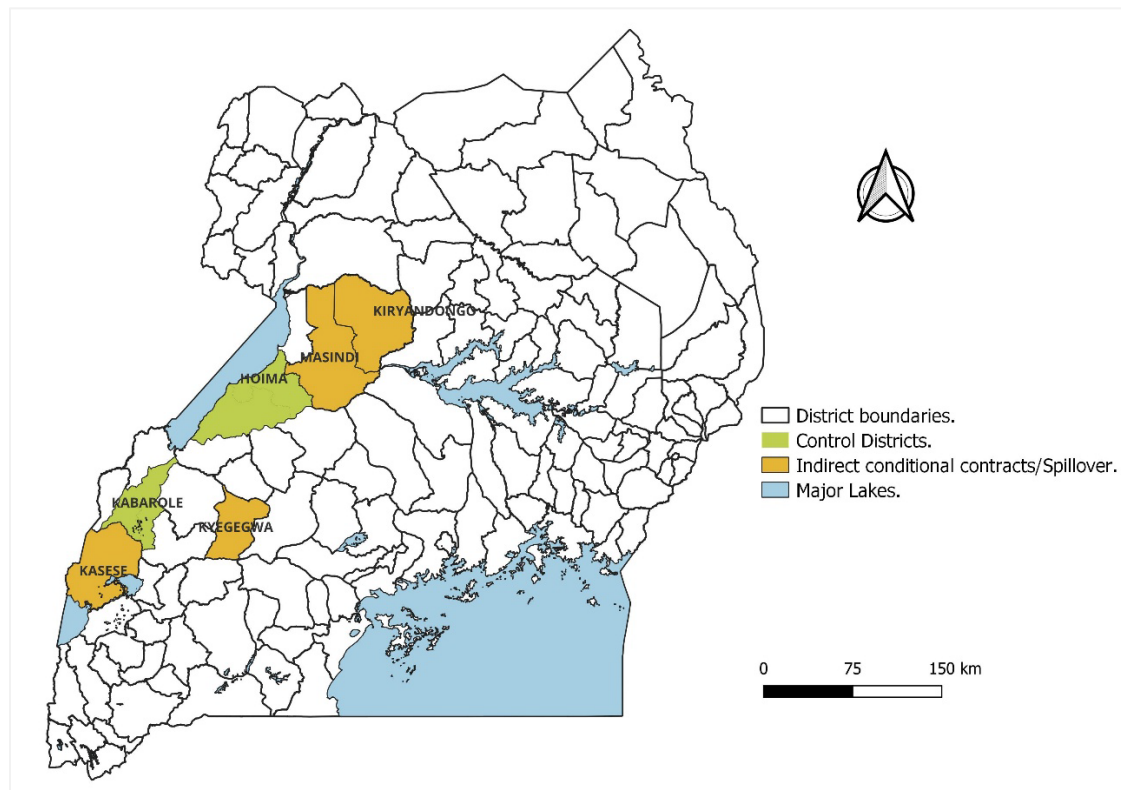 KIRYANDONGO
MASINDI
HOIMA
KABAROLE
KYEGEGWA
KASESE
District boundaries.
Control Districts.
Indirect conditional contracts/Spillover.
Major Lakes.
0 75 150 km